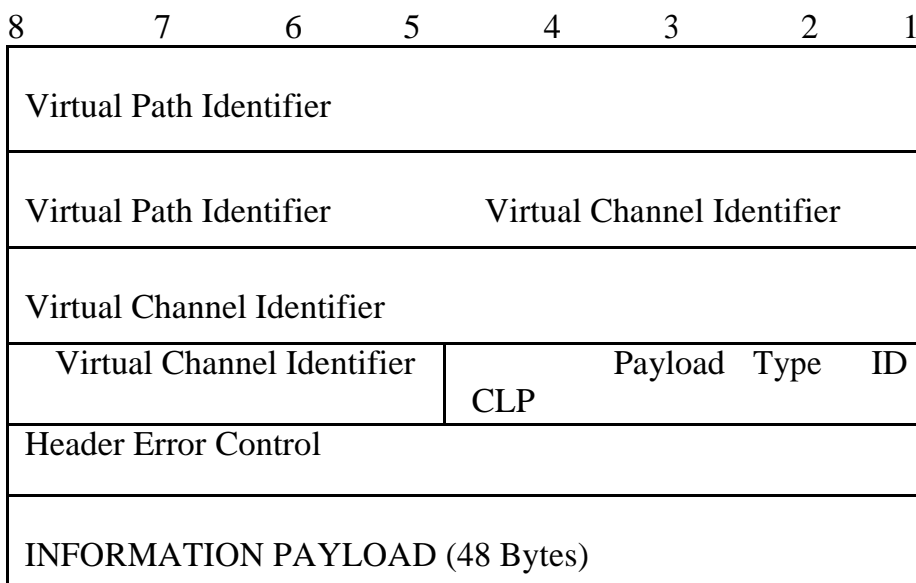 8 7 6 5 4 3 2 1
Virtual Path Identifier
Virtual Path Identifier Virtual Channel Identifier
Virtual Channel Identifier
Virtual Channel Identifier Payload Type ID
CLP
Header Error Control
INFORMATION PAYLOAD (48 Bytes)